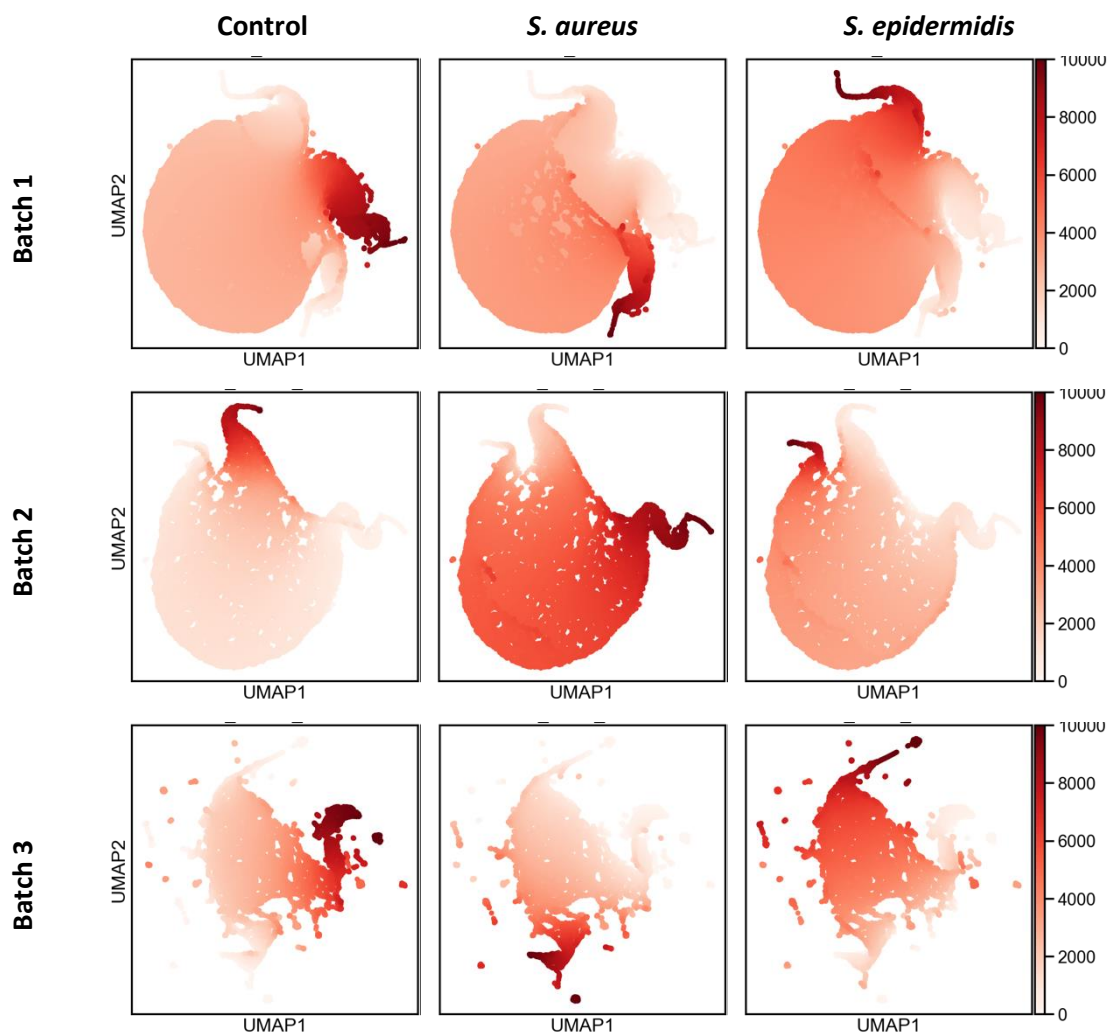 Control S. aureus S. epidermidis
Batch 1
UMAP2
UMAP1 UMAP1 UMAP1
10000
8000
6000
4000
2000
0
Batch 2
UMAP2
UMAP1 UMAP1 UMAP1
10000
8000
6000
4000
2000
0
Batch 3
UMAP2
UMAP1 UMAP1 UMAP1
10000
8000
6000
4000
2000
0